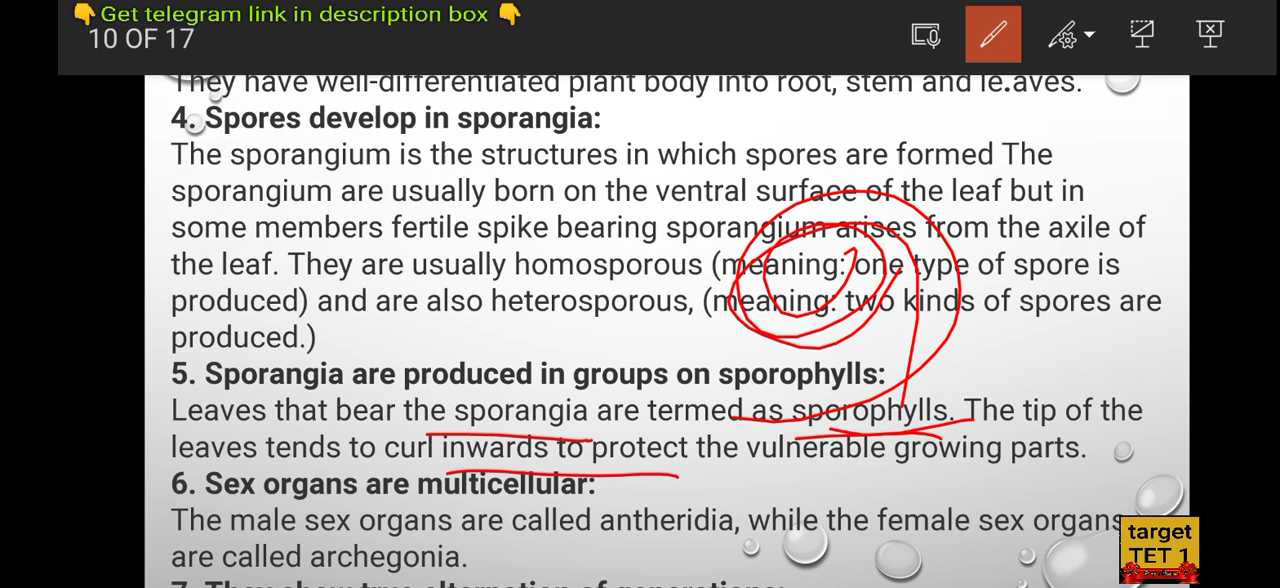 👇Get telegram link in description box 👇
10 OF 17
They have well-differentiated plant body into root, stem and le.aves.
4. Spores develop in sporangia:
The sporangium is the structures in which spores are formed The
sporangium are usually born on the ventral surface of the leaf but in
some members fertile spike bearing sporangium arises from the axile of
the leaf. They are usually homosporous (meaning: one type of spore is
produced) and are also heterosporous, (meaning: two kinds of spores are
produced.)
5. Sporangia are produced in groups on sporophylls:
Leaves that bear the sporangia are termed as sporophylls. The tip of the
leaves tends to curl inwards to protect the vulnerable growing parts.
6. Sex organs are multicellular:
The male sex organs are called antheridia, while the female sex organs
are called archegonia.
7. They show true alternation of generations:
target
TET 1